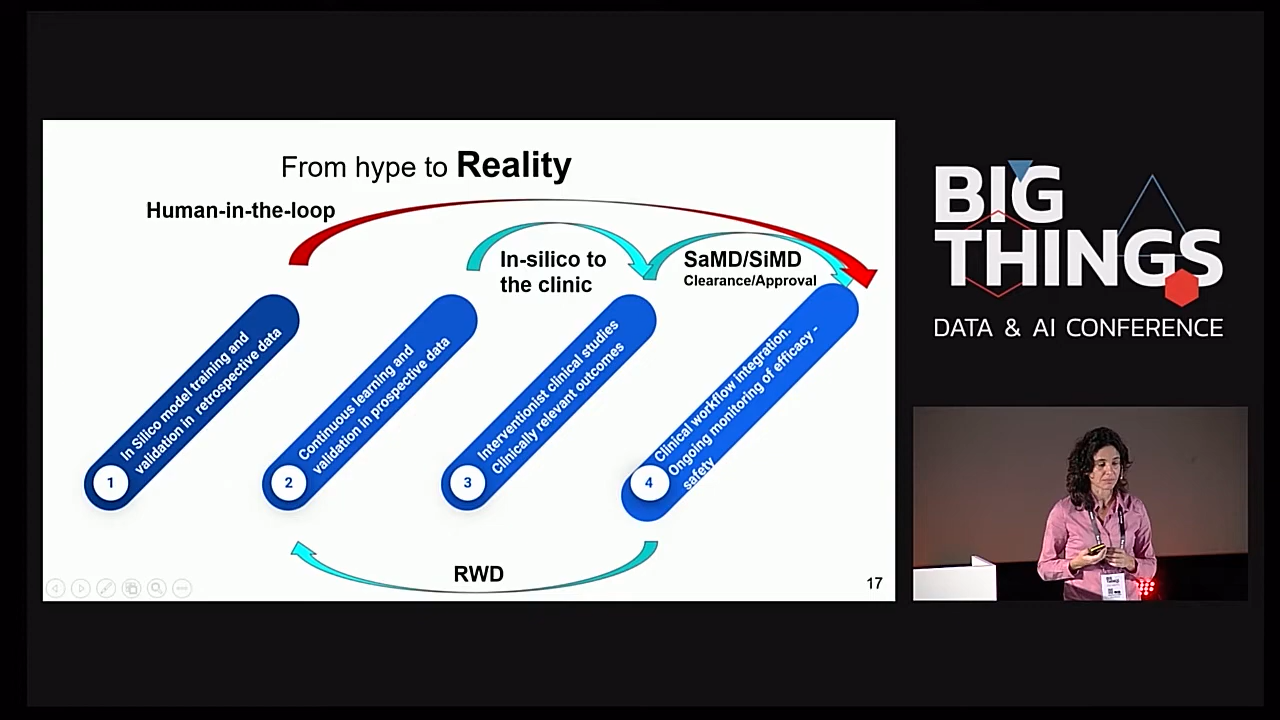 From hype to Reality
Human-in-the-loop
In-silico to
the clinic
SaMD/SiMD
Clearance/Approval
1
In Silico model training and
validation in retrospective data
2
Continuous learning and
validation in prospective data
3
Interventionist clinical studies
Clinically relevant outcomes
4
Clinical workflow integration.
Ongoing monitoring of efficacy -
safety
RWD
17
BIG
THINGS
DATA & AI CONFERENCE
BIG
THINGS